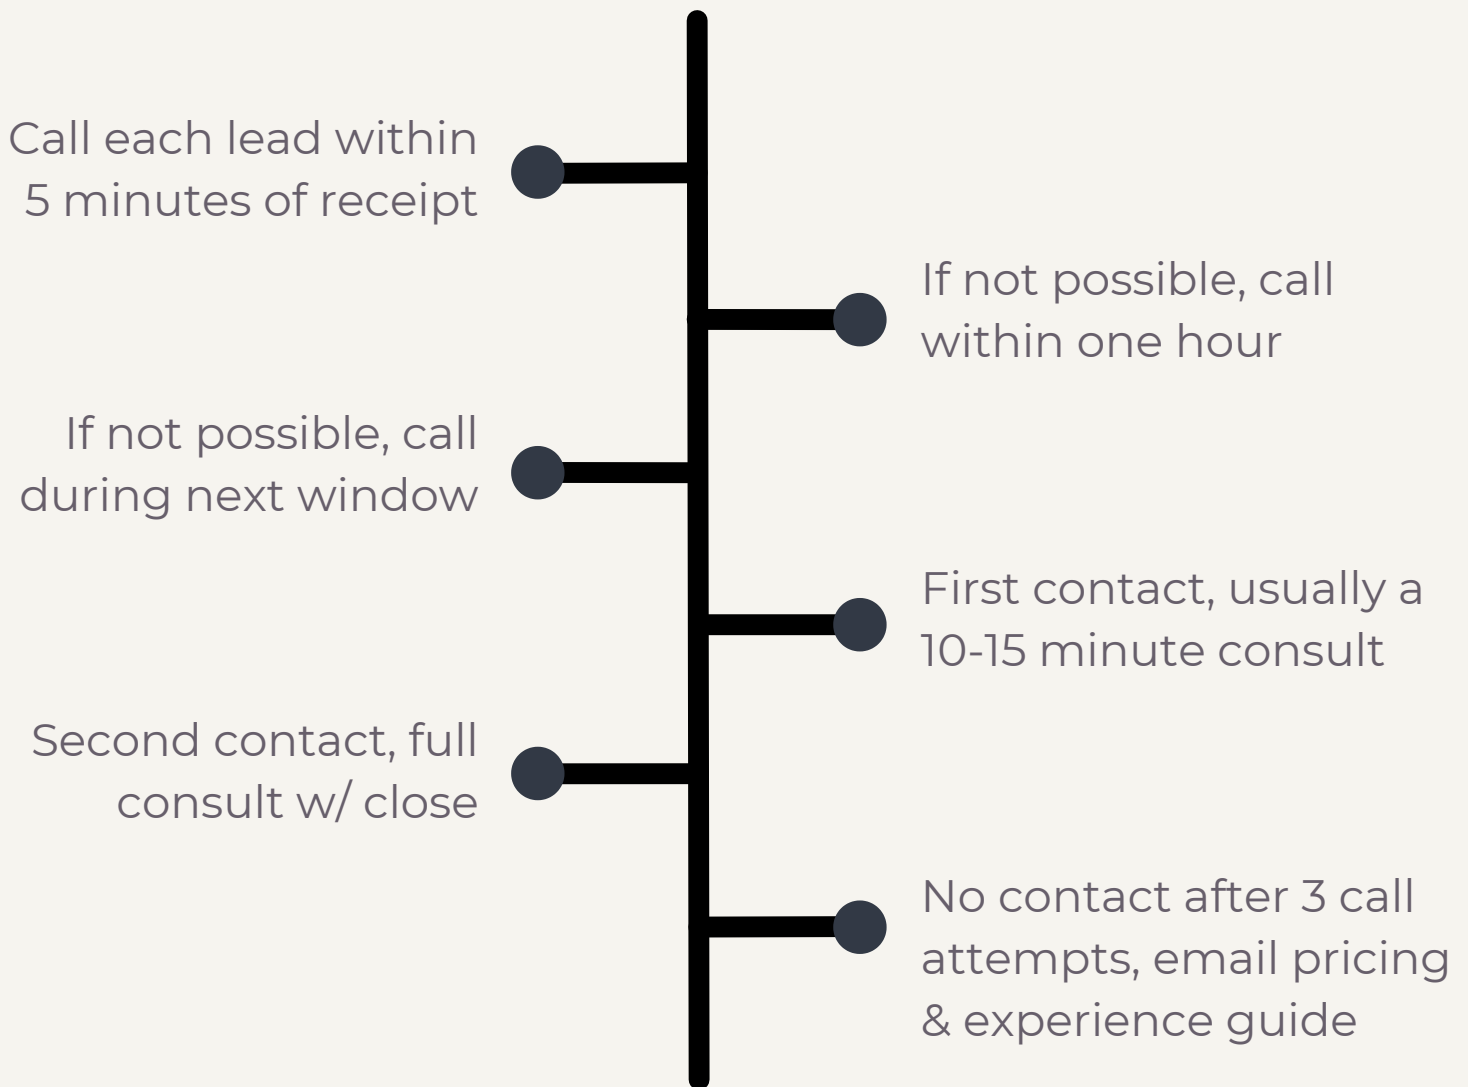 Call each lead within
5 minutes of receipt
If not possible, call
within one hour
If not possible, call
during next window
First contact, usually a
10-15 minute consult
Second contact, full
consult w/ close
No contact after 3 call
attempts, email pricing
& experience guide